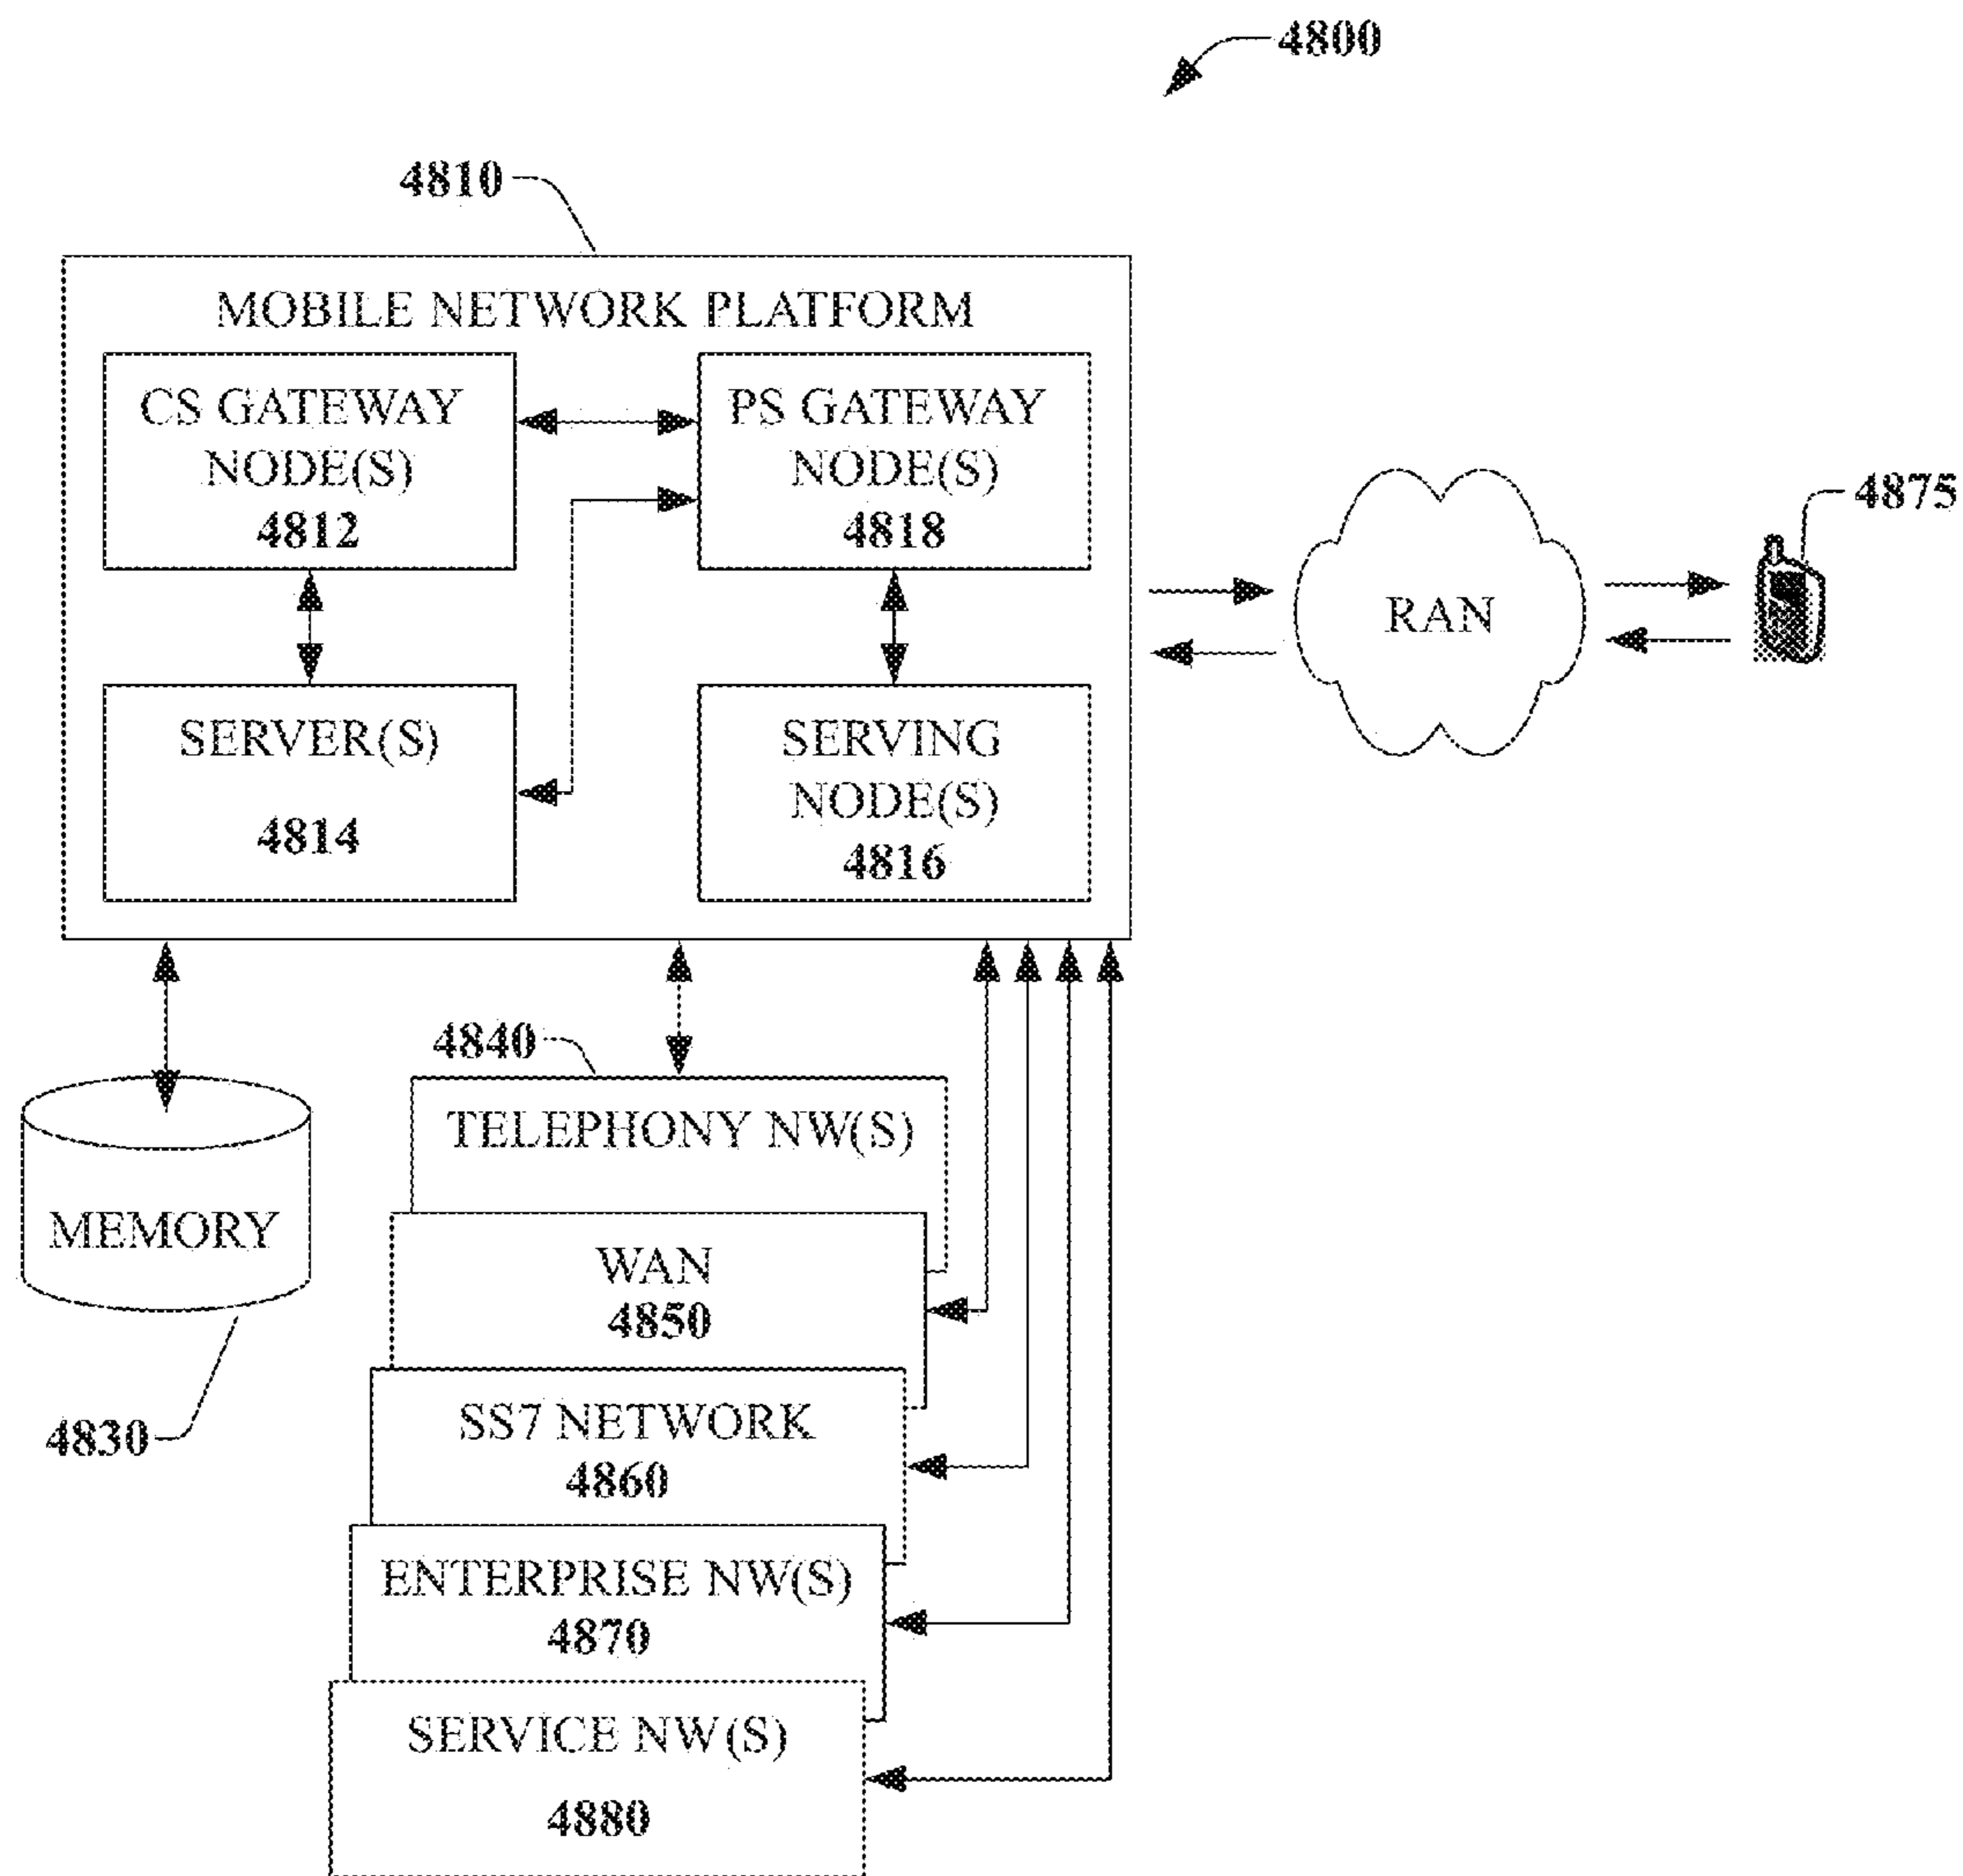 4800
4810
MOBILE NETWORK PLATFORM
CS GATEWAY
NODE(S)
4812
PS GATEWAY
NODE(S)
4818
SERVER(S)
4814
SERVING
NODE(S)
4816
RAN
4875
4840
TELEPHONY NW(S)
MEMORY
4830
WAN
4850
SS7 NETWORK
4860
ENTERPRISE NW(S)
4870
SERVICE NW(S)
4880